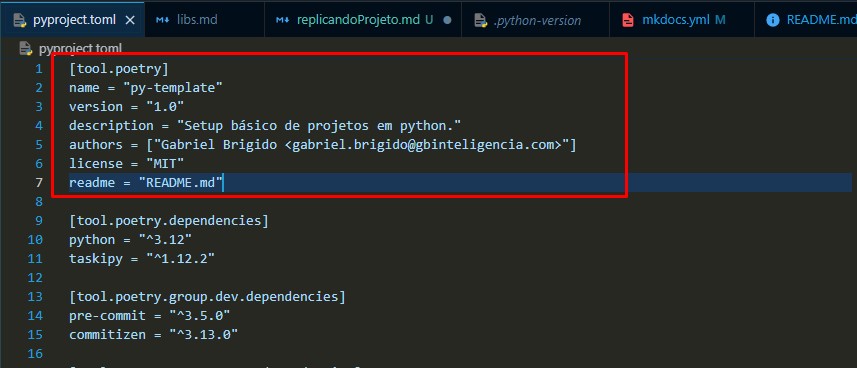 pyproject.toml libs.md replicandoProjeto.md U .python-version mkdocs.yml M README.md
pyproject.toml
1 [tool.poetry]
2 name = "py-template"
3 version = "1.0"
4 description = "Setup básico de projetos em python."
5 authors = ["Gabriel Brigido <gabriel.brigido@gbinteligencia.com>"]
6 license = "MIT"
7 readme = "README.md"
8
9 [tool.poetry.dependencies]
10 python = "^3.12"
11 taskipy = "^1.12.2"
12
13 [tool.poetry.group.dev.dependencies]
14 pre-commit = "^3.5.0"
15 commitizen = "^3.13.0"
16